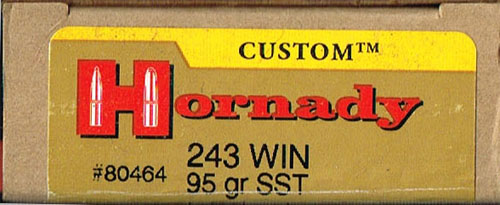 CUSTOM™
Hornady
243 WIN
#80464
95 gr SST